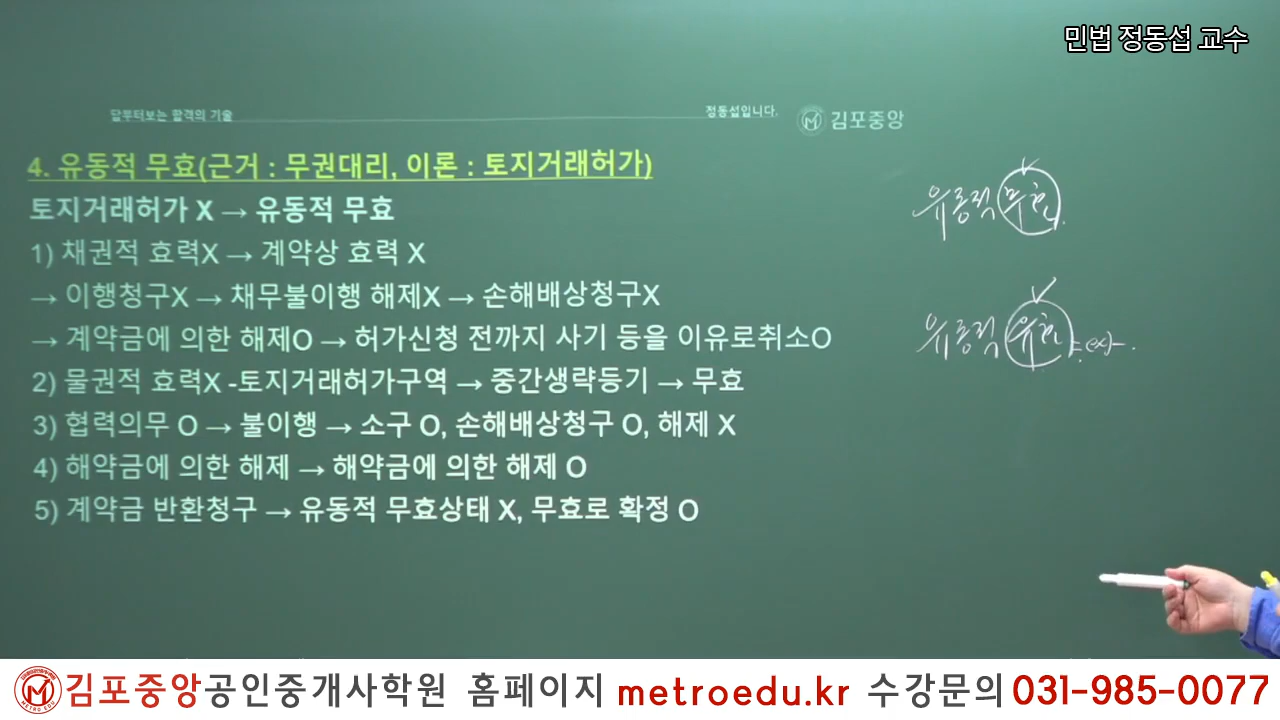 민법 정동섭 교수
답부터보는 합격의 기술
정동섭입니다.
김포중앙
4. 유동적 무효(근거 : 무권대리, 이론 : 토지거래허가)
토지거래허가 X → 유동적 무효
1) 채권적 효력X → 계약상 효력 X
→ 이행청구X → 채무불이행 해제X → 손해배상청구X
→ 계약금에 의한 해제O → 허가신청 전까지 사기 등을 이유로취소O
2) 물권적 효력X -토지거래허가구역 → 중간생략등기 → 무효
3) 협력의무 O → 불이행 → 소구 O, 손해배상청구 O, 해제 X
4) 해약금에 의한 해제 → 해약금에 의한 해제 O
5) 계약금 반환청구 → 유동적 무효상태 X, 무효로 확정 O
유동적 무효.
유동적 유효
김포중앙공인중개사학원 홈페이지 metroedu.kr 수강문의 031-985-0077